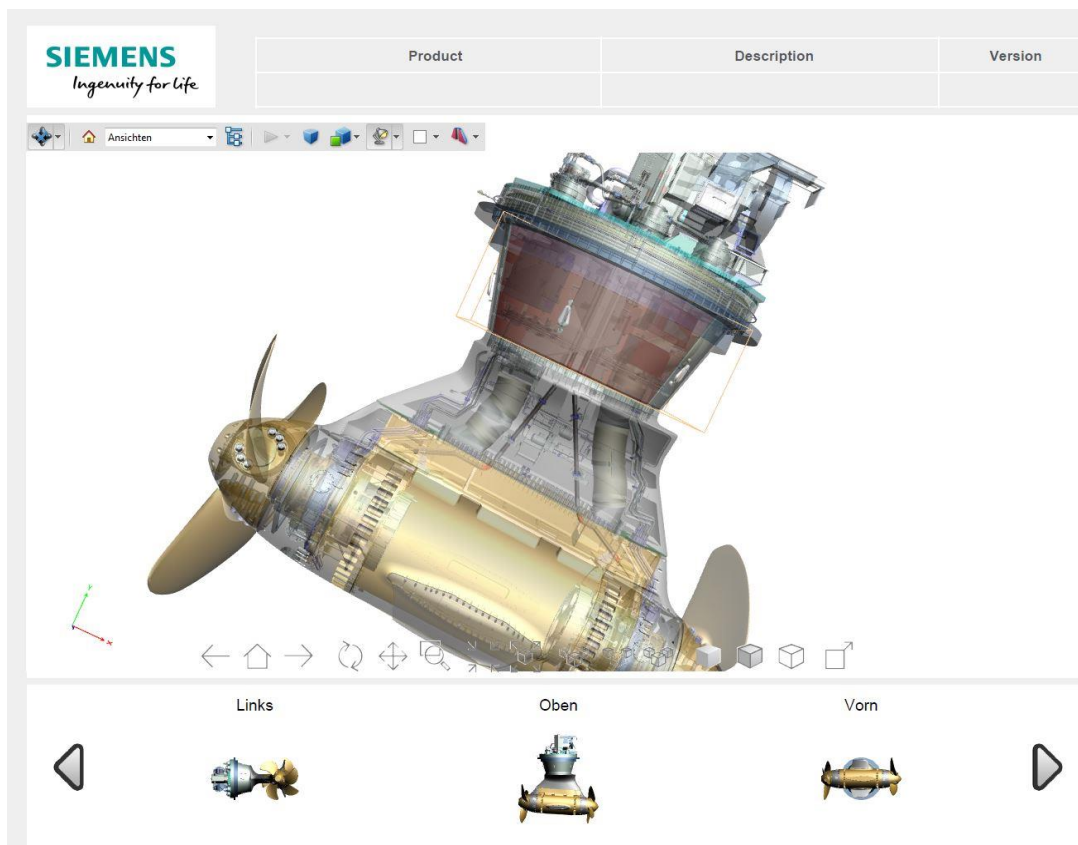 SIEMENS
Ingenuity for life
Product Description Version
Ansichten
Y
X
Links Oben Vorn